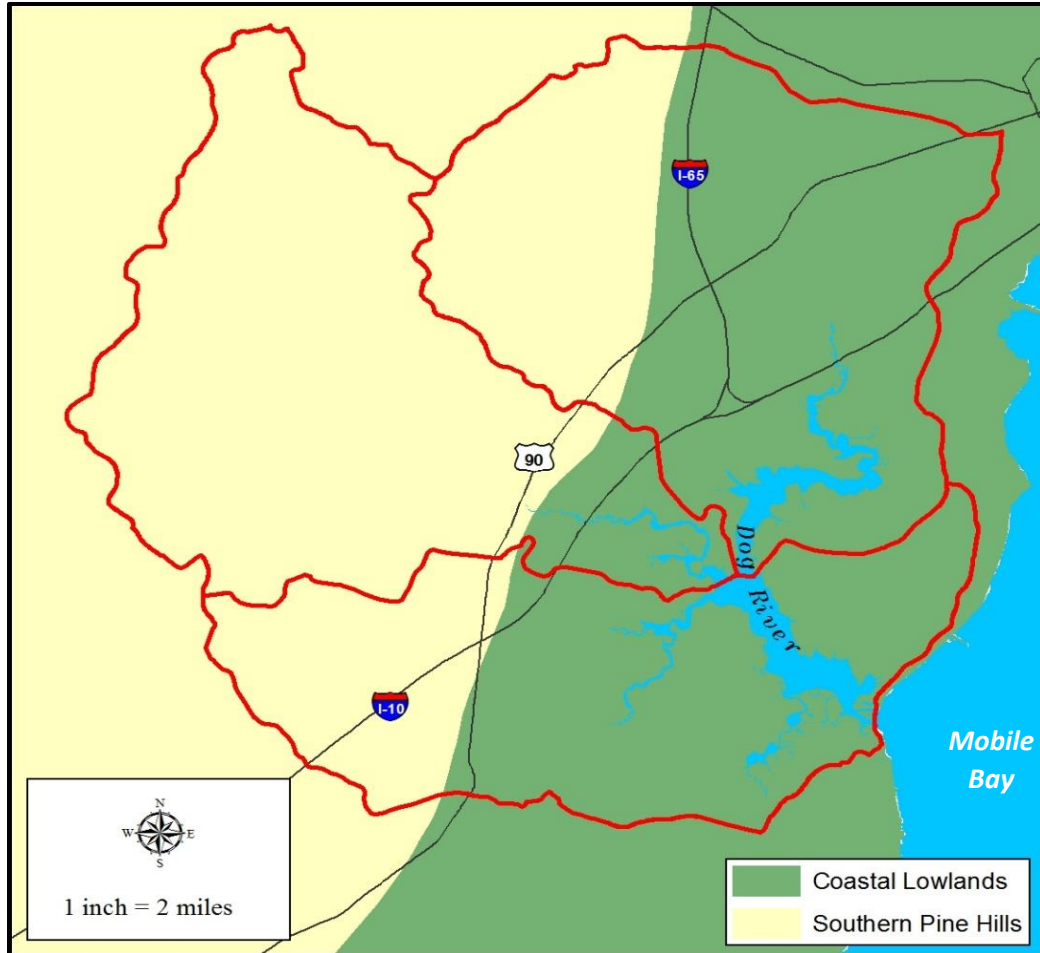 I-65
90
Dog
River
I-10
Mobile
Bay
N
W E
S
1 inch = 2 miles
Coastal Lowlands
Southern Pine Hills